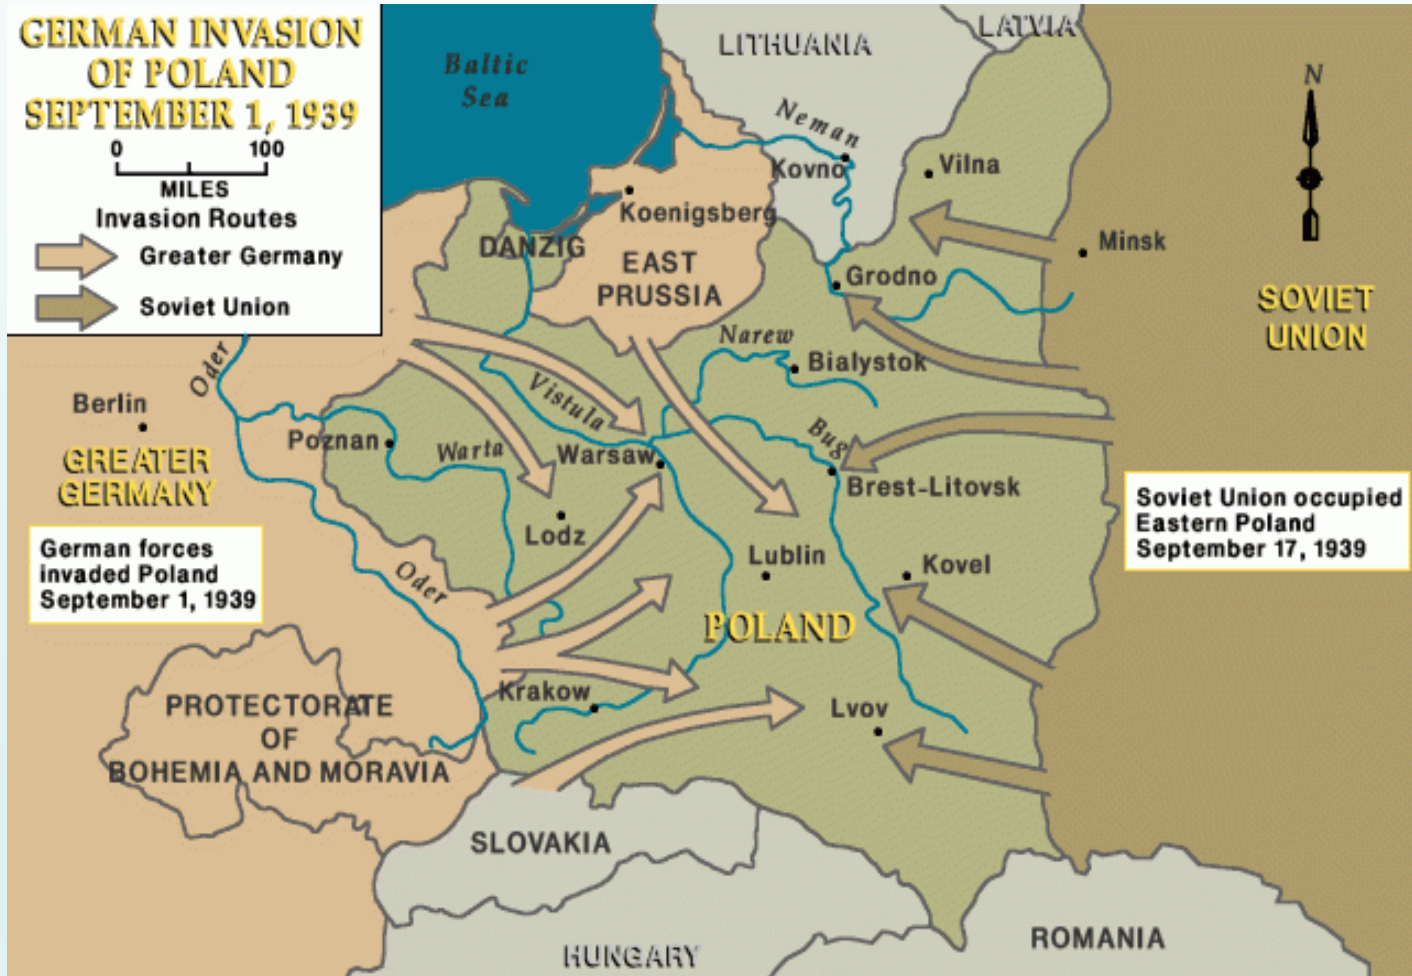 GERMAN INVASION
OF POLAND
SEPTEMBER 1, 1939
0 100
MILES
Invasion Routes
Greater Germany
Soviet Union
Baltic
Sea
LITHUANIA
LATVIA
N
Neman
Kovno
Vilna
Koenigsberg
DANZIG
EAST
PRUSSIA
Minsk
Grodno
SOVIET
UNION
Narew
Bialystok
Oder
Berlin
Vistula
Poznan
Warta
Warsaw
Bug
Brest-Litovsk
GREATER
GERMANY
Soviet Union occupied
Eastern Poland
September 17, 1939
German forces
invaded Poland
September 1, 1939
Lodz
Oder
Lublin
Kovel
POLAND
Krakow
Lvov
PROTECTORATE
OF
BOHEMIA AND MORAVIA
SLOVAKIA
HUNGARY
ROMANIA